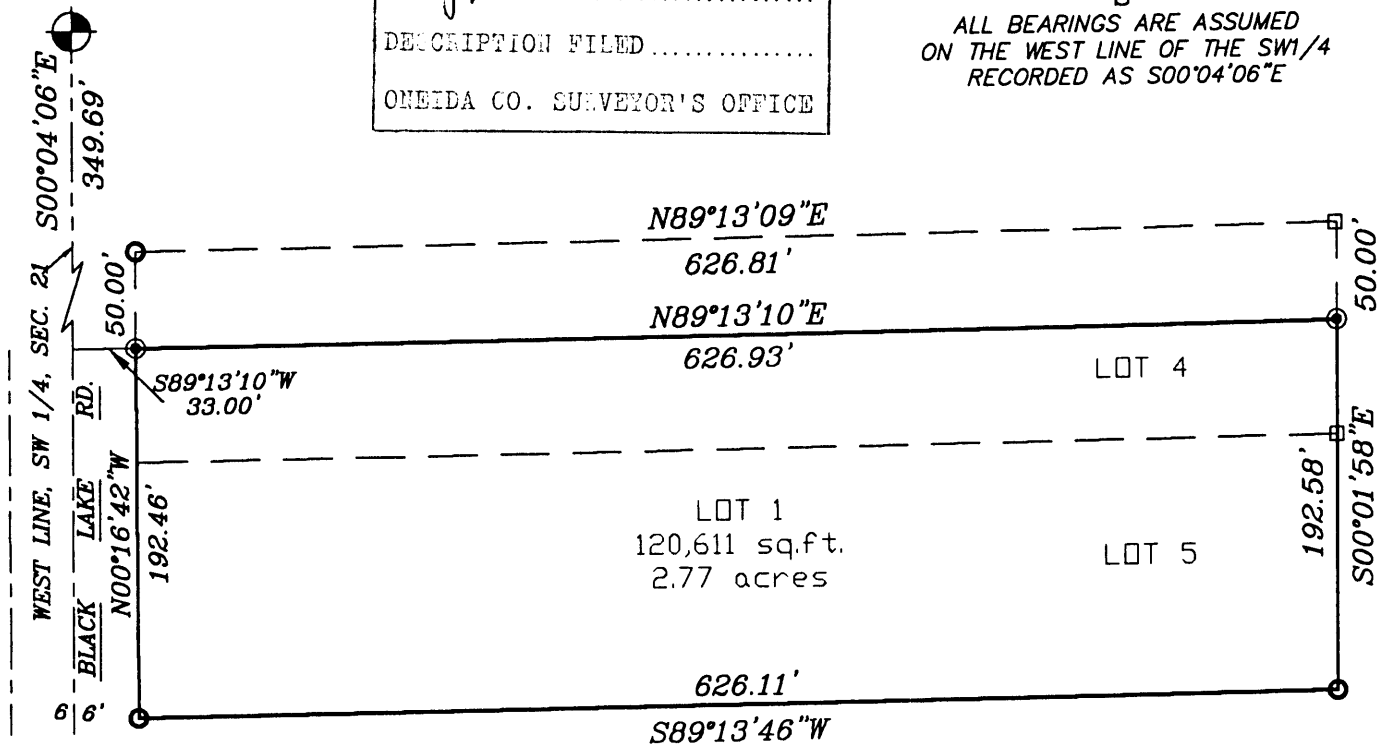 DESCRIPTION FILED ...............
ONEIDA CO. SURVEYOR'S OFFICE
S
ALL BEARINGS ARE ASSUMED
ON THE WEST LINE OF THE SW1/4
RECORDED AS S00°04'06"E
S00°04'06"E
349.69'
WEST LINE, SW 1/4, SEC. 21
50.00'
N89°13'09"E
626.81'
50.00'
N89°13'10"E
626.93'
S89°13'10"W
33.00'
LOT 4
BLACK LAKE RD.
N00°16'42"W
192.46'
LOT 1
120,611 sq.ft.
2.77 acres
LOT 5
192.58'
S00°01'58"E
66'
626.11'
S89°13'46"W